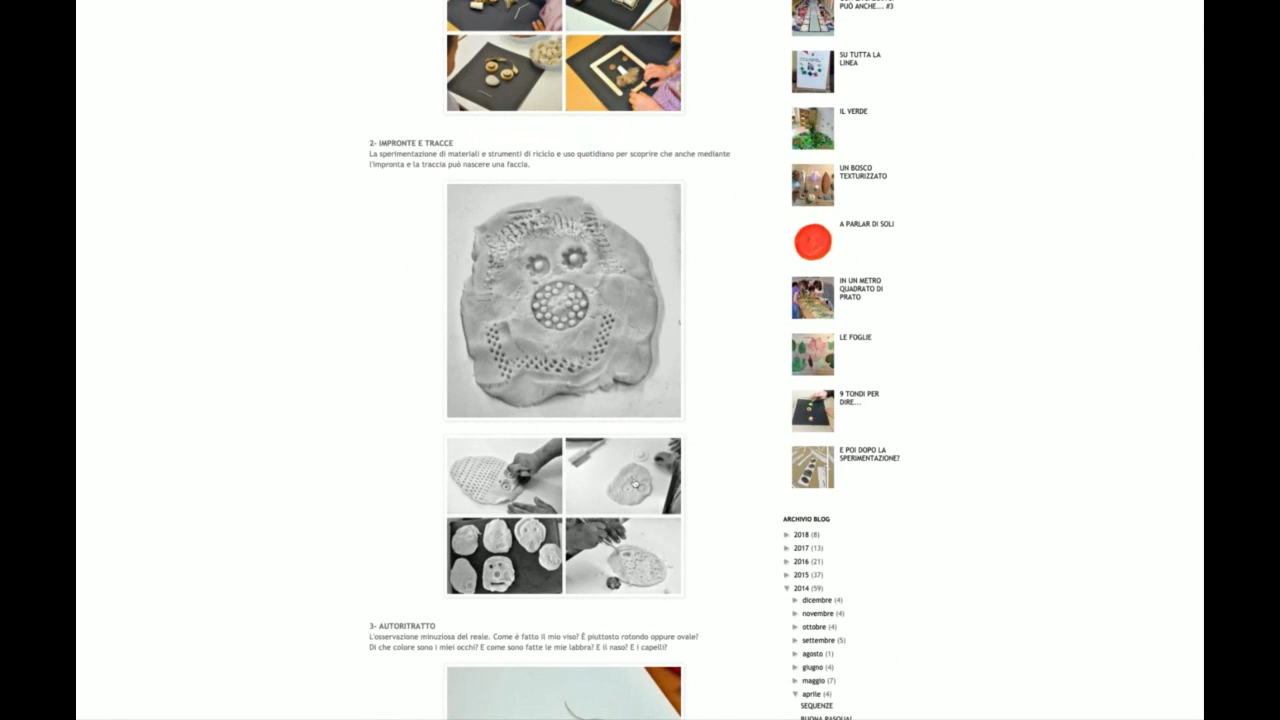 2- IMPRONTE E TRACCE
La sperimentazione di materiali e strumenti di riciclo e uso quotidiano per scoprire che anche mediante
l'impronta e la traccia può nascere una faccia.
3- AUTORITRATTO
L'osservazione minuziosa del reale. Come è fatto il mio viso? È piuttosto rotondo oppure ovale?
Di che colore sono i miei occhi? E come sono fatte le mie labbra? E il naso? E i capelli?
PUÒ ANCHE... #3
SU TUTTA LA
LINEA
IL VERDE
UN BOSCO
TEXTURIZZATO
A PARLAR DI SOLI
IN UN METRO
QUADRATO DI
PRATO
LE FOGLIE
9 TONDI PER
DIRE...
E POI DOPO LA
SPERIMENTAZIONE?
ARCHIVIO BLOG
► 2018 (8)
► 2017 (13)
► 2016 (21)
► 2015 (37)
▼ 2014 (59)
► dicembre (4)
► novembre (4)
► ottobre (4)
► settembre (5)
► agosto (1)
► giugno (4)
► maggio (7)
▼ aprile (4)
SEQUENZE
BUONA PASQUA!